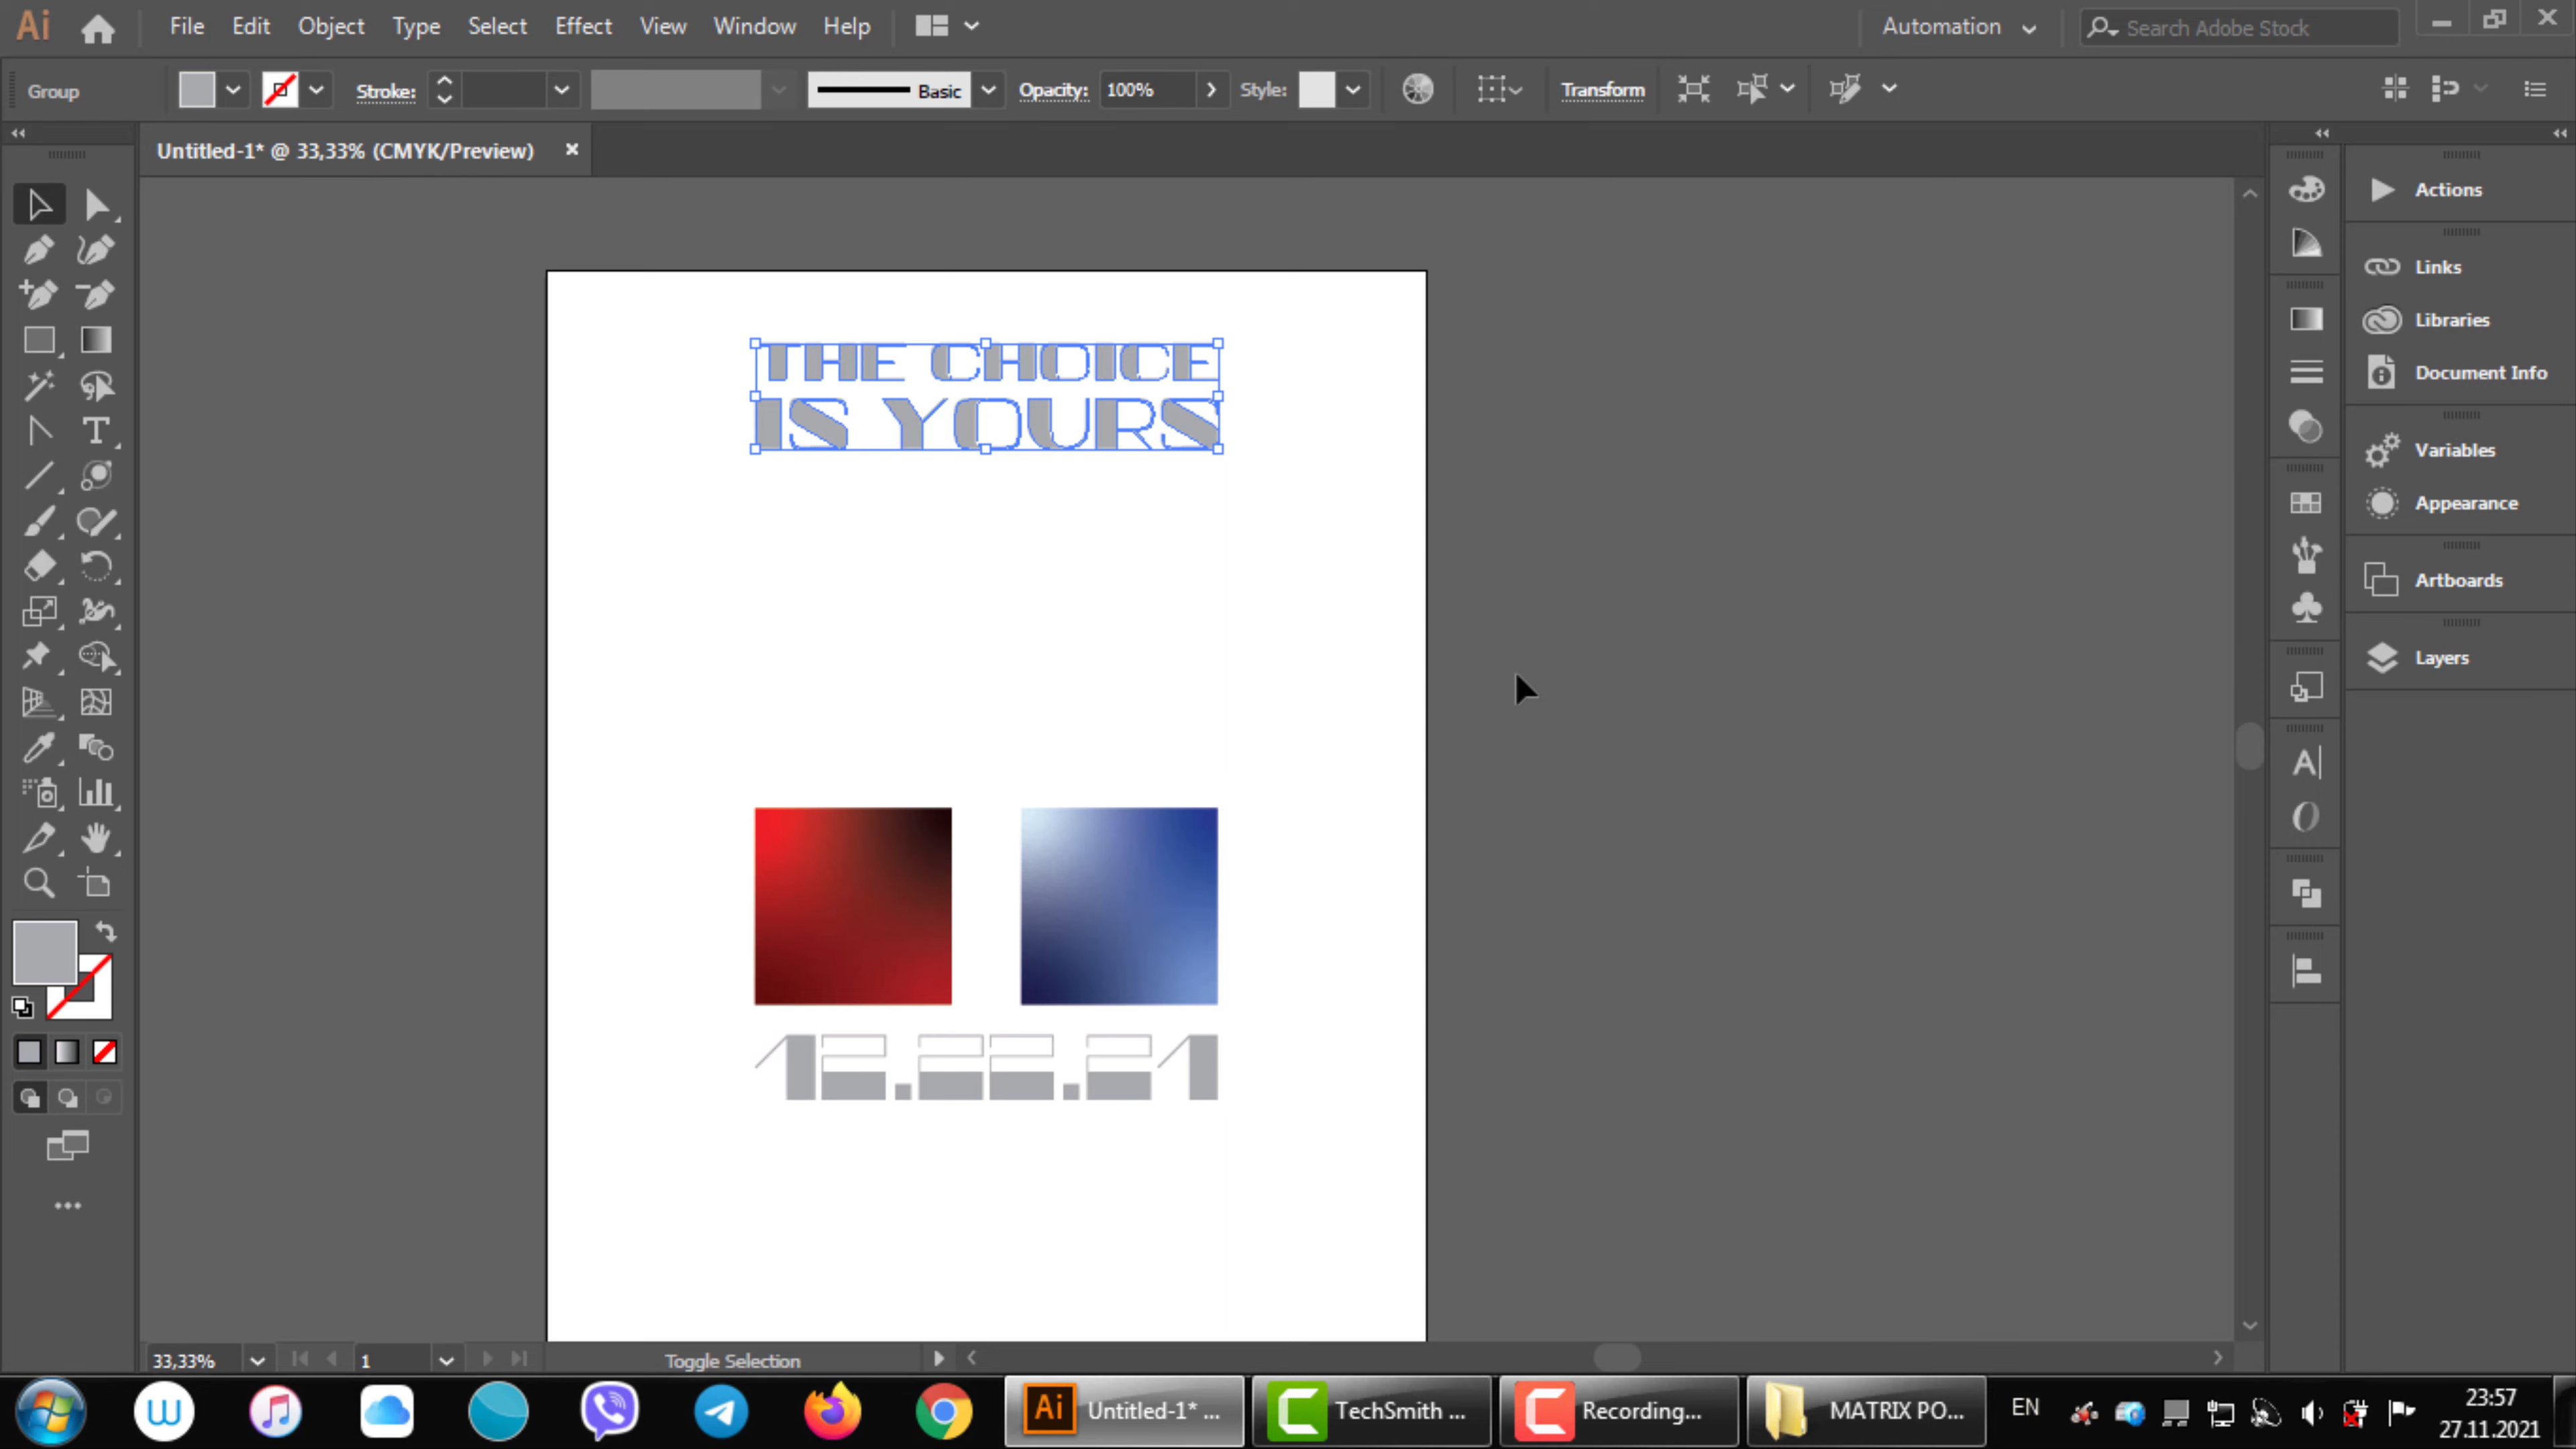 Ai File Edit Object Type Select Effect View Window Help Automation Search Adobe Stock
Group Stroke: Basic Opacity: 100% Style: Transform
Untitled-1* @ 33,33% (CMYK/Preview)
Actions
Links
Libraries
Document Info
Variables
Appearance
Artboards
Layers
THE CHOICE
IS YOURS
12.22.21
33,33% 1 Toggle Selection
Ai Untitled-1* ... TechSmith ... Recording... MATRIX PO... EN 23:57
27.11.2021